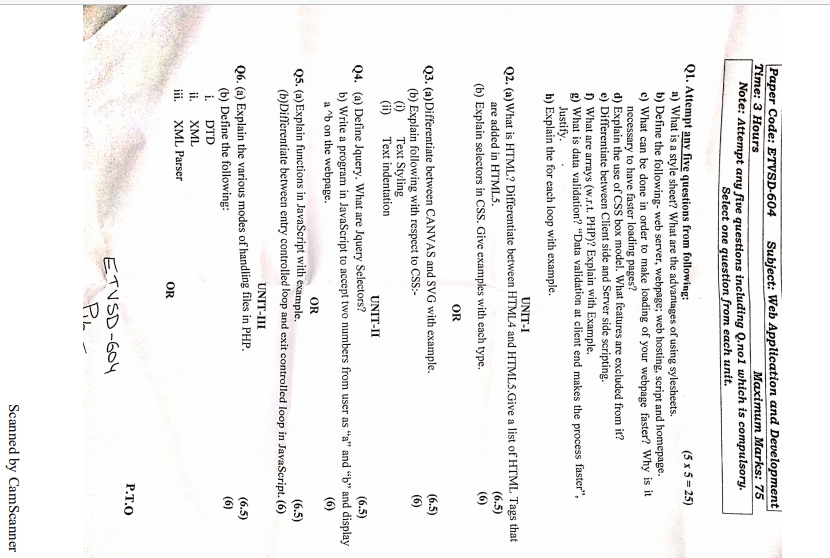 Paper Code: ETVSD-604 Subject: Web Application and Development
Time: 3 Hours Maximum Marks: 75
Note: Attempt any five questions including Q.no1 which is compulsory.
Select one question from each unit.
Q1. Attempt any five questions from following: (5 x 5 = 25)
a) What is a style sheet? What are the advantages of using sylesheets.
b) Define the following- web server, webpage; web hosting, script and homepage.
c) What can be done in order to make loading of your webpage faster? Why is it
necessary to have faster loading pages?
d) Explain the use of CSS box model. What features are excluded from it?
e) Differentiate between Client side and Server side scripting.
f) What are arrays (w.r.t. PHP)? Explain with Example.
g) What is data validation? "Data validation at client end makes the process faster",
Justify.
h) Explain the for each loop with example.
UNIT-I
Q2. (a)What is HTML? Differentiate between HTML4 and HTML5.Give a list of HTML Tags that
are added in HTML5. (6.5)
(b) Explain selectors in CSS. Give examples with each type. (6)
OR
Q3. (a)Differentiate between CANVAS and SVG with example. (6.5)
(b) Explain following with respect to CSS:- (6)
(i) Text Styling
(ii) Text indentation
UNIT-II
Q4. (a) Define Jquery. What are Jquery Selectors? (6.5)
b) Write a program in JavaScript to accept two numbers from user as "a" and "b" and display
a ^b on the webpage. (6)
OR
Q5. (a)Explain functions in JavaScript with example. (6.5)
(b)Differentiate between entry controlled loop and exit controlled loop in JavaScript. (6)
UNIT-III
Q6. (a) Explain the various modes of handling files in PHP. (6.5)
(b) Define the following: (6)
i. DTD
ii. XML
iii. XML Parser
OR
P.T.O
ETVSD-604
Scanned by CamScanner